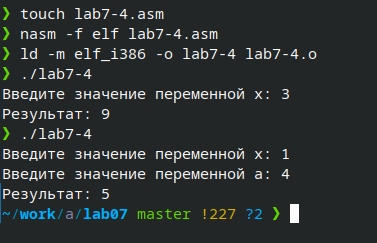 ❯ touch lab7-4.asm
❯ nasm -f elf lab7-4.asm
❯ ld -m elf_i386 -o lab7-4 lab7-4.o
❯ ./lab7-4
Введите значение переменной x: 3
Результат: 9
❯ ./lab7-4
Введите значение переменной x: 1
Введите значение переменной a: 4
Результат: 5
~/work/a/lab07 master !227 ?2 ❯